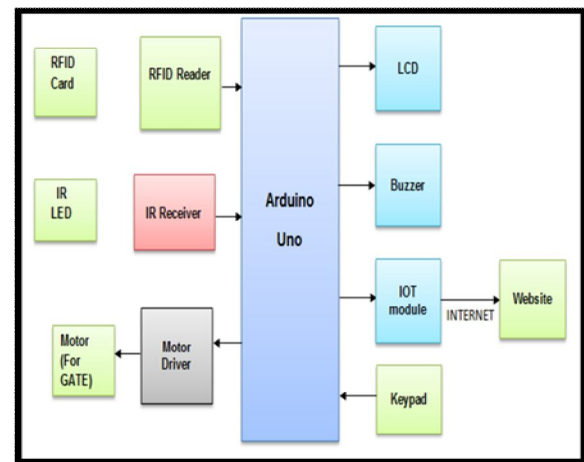 RFID
Card
RFID Reader
LCD
IR
LED
IR Receiver
Arduino
Uno
Buzzer
IOT
module
INTERNET
Website
Motor
(For
GATE)
Motor
Driver
Keypad